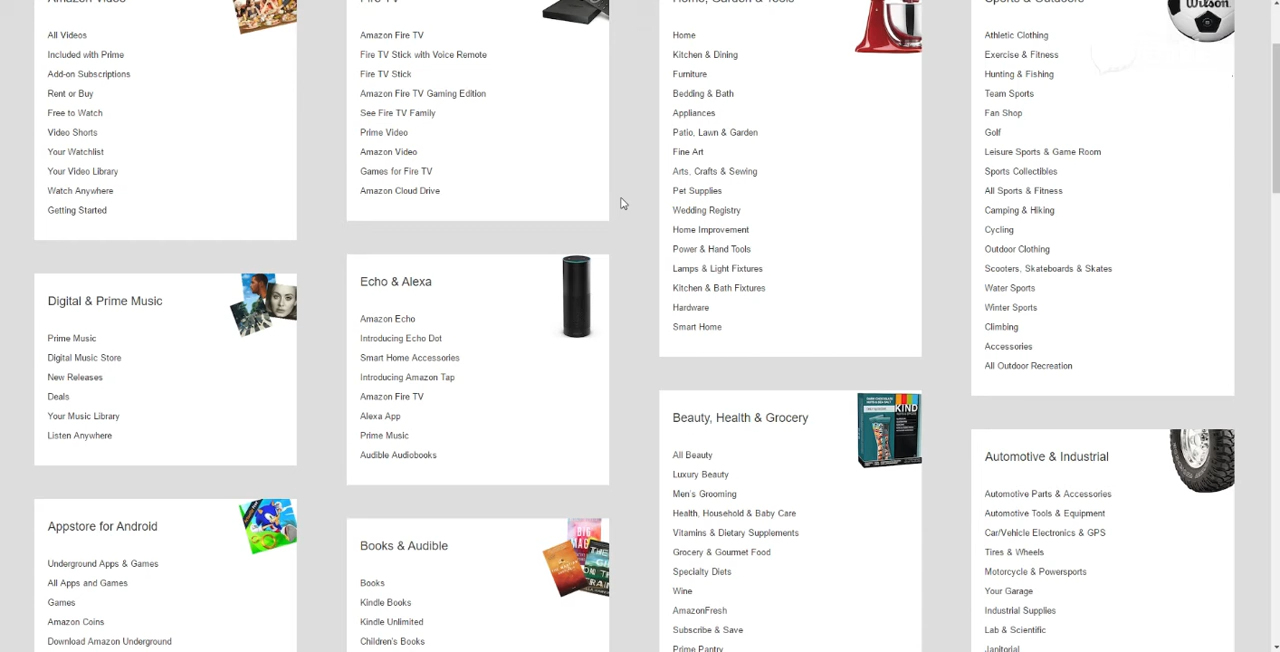 Amazon Video
All Videos
Included with Prime
Add-on Subscriptions
Rent or Buy
Free to Watch
Video Shorts
Your Watchlist
Your Video Library
Watch Anywhere
Getting Started
Digital & Prime Music
Prime Music
Digital Music Store
New Releases
Deals
Your Music Library
Listen Anywhere
Appstore for Android
Underground Apps & Games
All Apps and Games
Games
Amazon Coins
Download Amazon Underground
Fire TV
Amazon Fire TV
Fire TV Stick with Voice Remote
Fire TV Stick
Amazon Fire TV Gaming Edition
See Fire TV Family
Prime Video
Amazon Video
Games for Fire TV
Amazon Cloud Drive
Echo & Alexa
Amazon Echo
Introducing Echo Dot
Smart Home Accessories
Introducing Amazon Tap
Amazon Fire TV
Alexa App
Prime Music
Audible Audiobooks
Books & Audible
BIG
Books
Kindle Books
Kindle Unlimited
Children's Books
Home, Garden & Tools
Home
Kitchen & Dining
Furniture
Bedding & Bath
Appliances
Patio, Lawn & Garden
Fine Art
Arts, Crafts & Sewing
Pet Supplies
Wedding Registry
Home Improvement
Power & Hand Tools
Lamps & Light Fixtures
Kitchen & Bath Fixtures
Hardware
Smart Home
Beauty, Health & Grocery
KIND
All Beauty
Luxury Beauty
Men's Grooming
Health, Household & Baby Care
Vitamins & Dietary Supplements
Grocery & Gourmet Food
Specialty Diets
Wine
AmazonFresh
Subscribe & Save
Prime Pantry
Sports & Outdoors
Wilson
Athletic Clothing
Exercise & Fitness
Hunting & Fishing
Team Sports
Fan Shop
Golf
Leisure Sports & Game Room
Sports Collectibles
All Sports & Fitness
Camping & Hiking
Cycling
Outdoor Clothing
Scooters, Skateboards & Skates
Water Sports
Winter Sports
Climbing
Accessories
All Outdoor Recreation
Automotive & Industrial
Automotive Parts & Accessories
Automotive Tools & Equipment
Car/Vehicle Electronics & GPS
Tires & Wheels
Motorcycle & Powersports
Your Garage
Industrial Supplies
Lab & Scientific
Janitorial